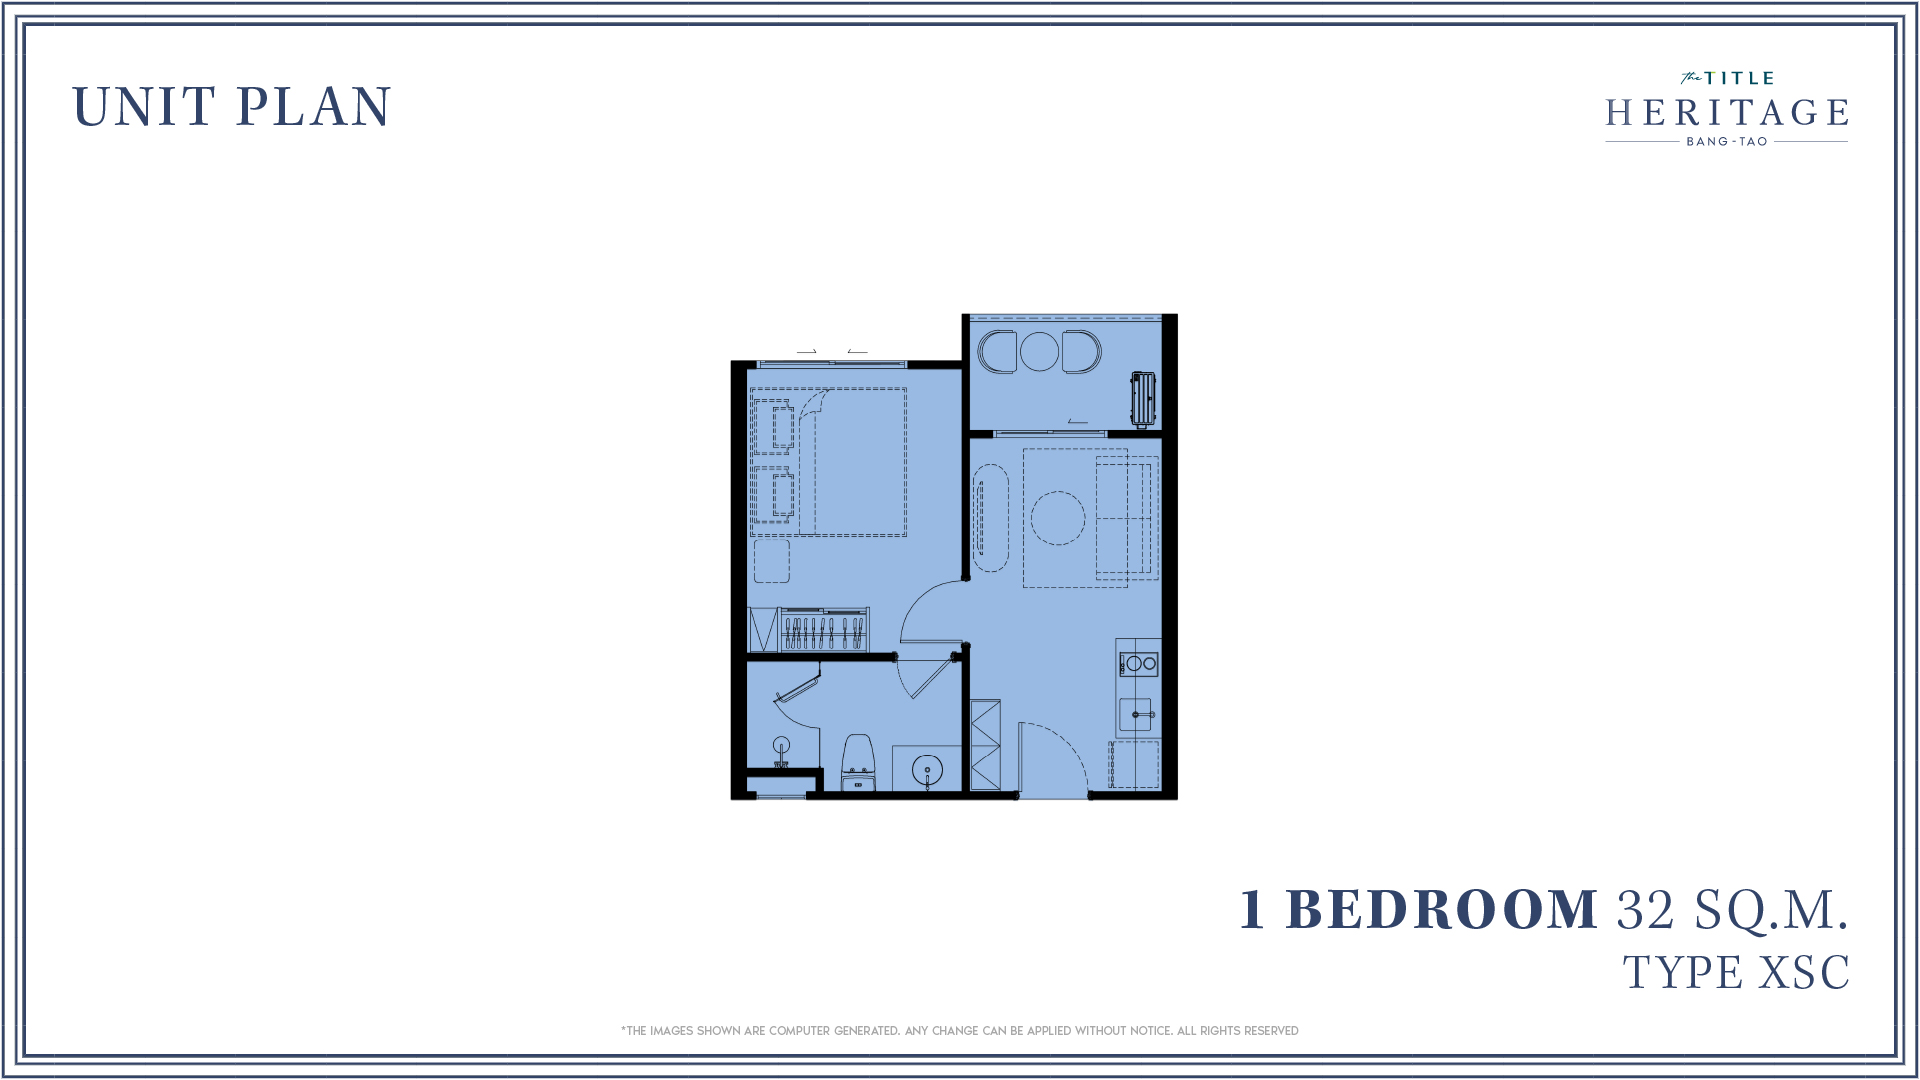 UNIT PLAN
the TITLE
HERITAGE
BANG-TAO
1 BEDROOM 32 SQ.M.
TYPE XSC
*THE IMAGES SHOWN ARE COMPUTER GENERATED. ANY CHANGE CAN BE APPLIED WITHOUT NOTICE. ALL RIGHTS RESERVED